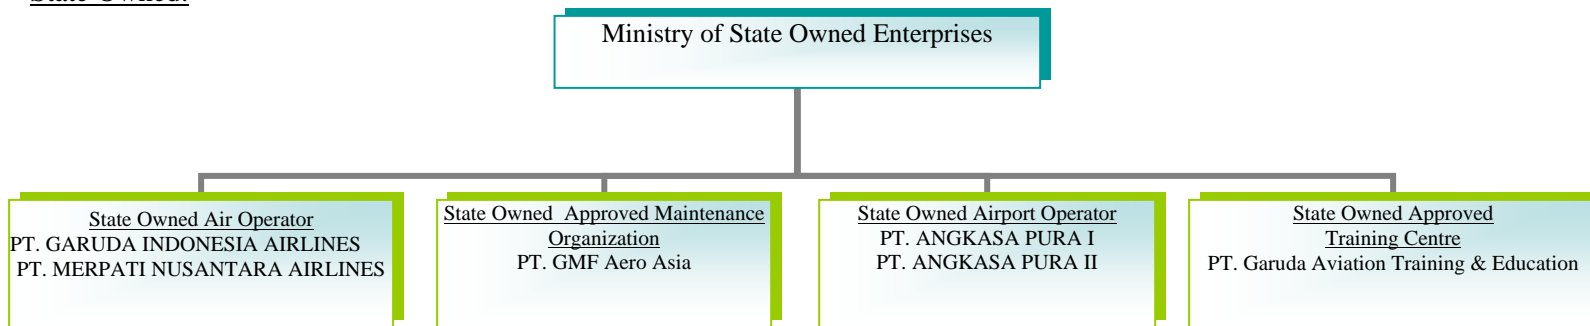 State Owned:
Ministry of State Owned Enterprises
State Owned Air Operator
PT. GARUDA INDONESIA AIRLINES
PT. MERPATI NUSANTARA AIRLINES
State Owned Approved Maintenance
Organization
PT. GMF Aero Asia
State Owned Airport Operator
PT. ANGKASA PURA I
PT. ANGKASA PURA II
State Owned Approved
Training Centre
PT. Garuda Aviation Training & Education